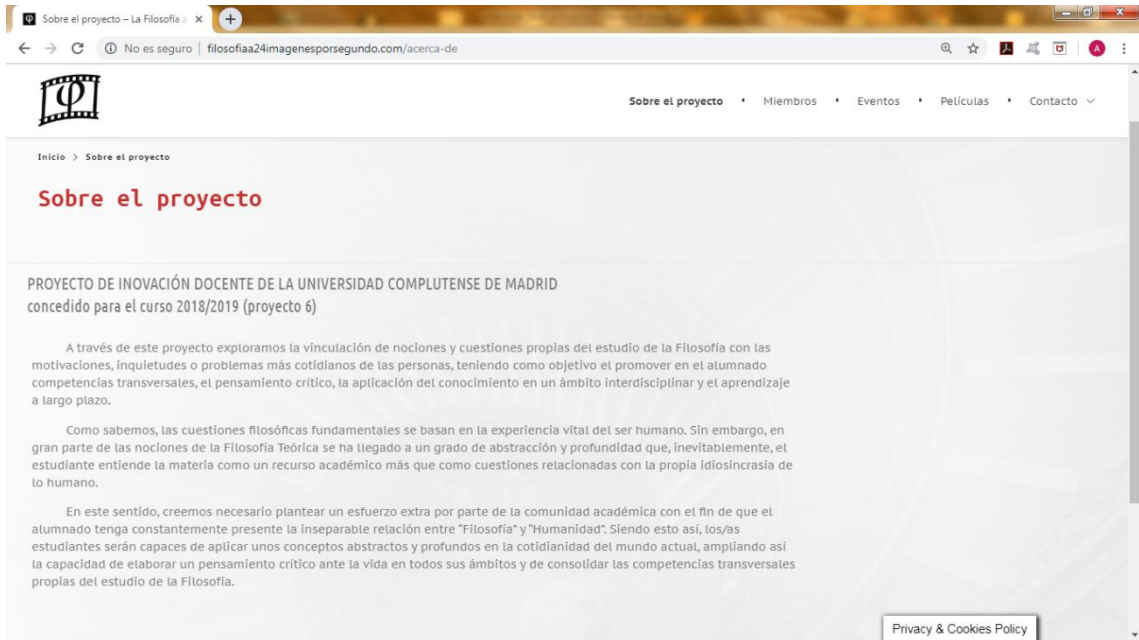 Sobre el proyecto – La Filosofía a
No es seguro | filosofiaa24imagenesporsegundo.com/acerca-de
A
φ
Sobre el proyecto • Miembros • Eventos • Películas • Contacto
Inicio > Sobre el proyecto
Sobre el proyecto
PROYECTO DE INOVACIÓN DOCENTE DE LA UNIVERSIDAD COMPLUTENSE DE MADRID
concedido para el curso 2018/2019 (proyecto 6)
A través de este proyecto exploramos la vinculación de nociones y cuestiones propias del estudio de la Filosofía con las
motivaciones, inquietudes o problemas más cotidianos de las personas, teniendo como objetivo el promover en el alumnado
competencias transversales, el pensamiento crítico, la aplicación del conocimiento en un ámbito interdisciplinar y el aprendizaje
a largo plazo.
Como sabemos, las cuestiones filosóficas fundamentales se basan en la experiencia vital del ser humano. Sin embargo, en
gran parte de las nociones de la Filosofía Teórica se ha llegado a un grado de abstracción y profundidad que, inevitablemente, el
estudiante entiende la materia como un recurso académico más que como cuestiones relacionadas con la propia idiosincrasia de
lo humano.
En este sentido, creemos necesario plantear un esfuerzo extra por parte de la comunidad académica con el fin de que el
alumnado tenga constantemente presente la inseparable relación entre "Filosofía" y "Humanidad". Siendo esto así, los/as
estudiantes serán capaces de aplicar unos conceptos abstractos y profundos en la cotidianidad del mundo actual, ampliando así
la capacidad de elaborar un pensamiento crítico ante la vida en todos sus ámbitos y de consolidar las competencias transversales
propias del estudio de la Filosofía.
Privacy & Cookies Policy